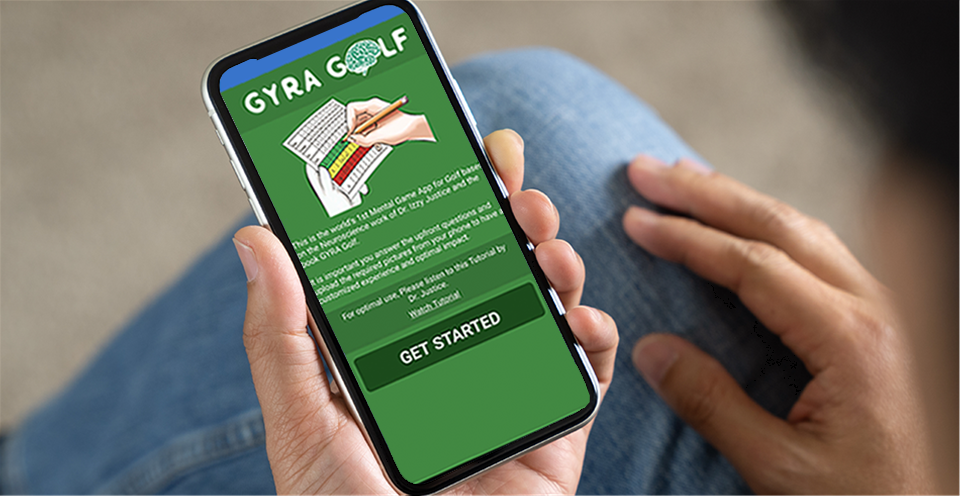 GYRA GOLF
This is the world's 1st Mental Game App for Golf based
on the Neuroscience work of Dr. Izzy Justice and the
book GYRA Golf.
It is important you answer the upfront questions and
upload the required pictures from your phone to have a
customized experience and optimal impact.
For optimal use, Please listen to this Tutorial by
Dr. Justice.
Watch Tutorial
GET STARTED